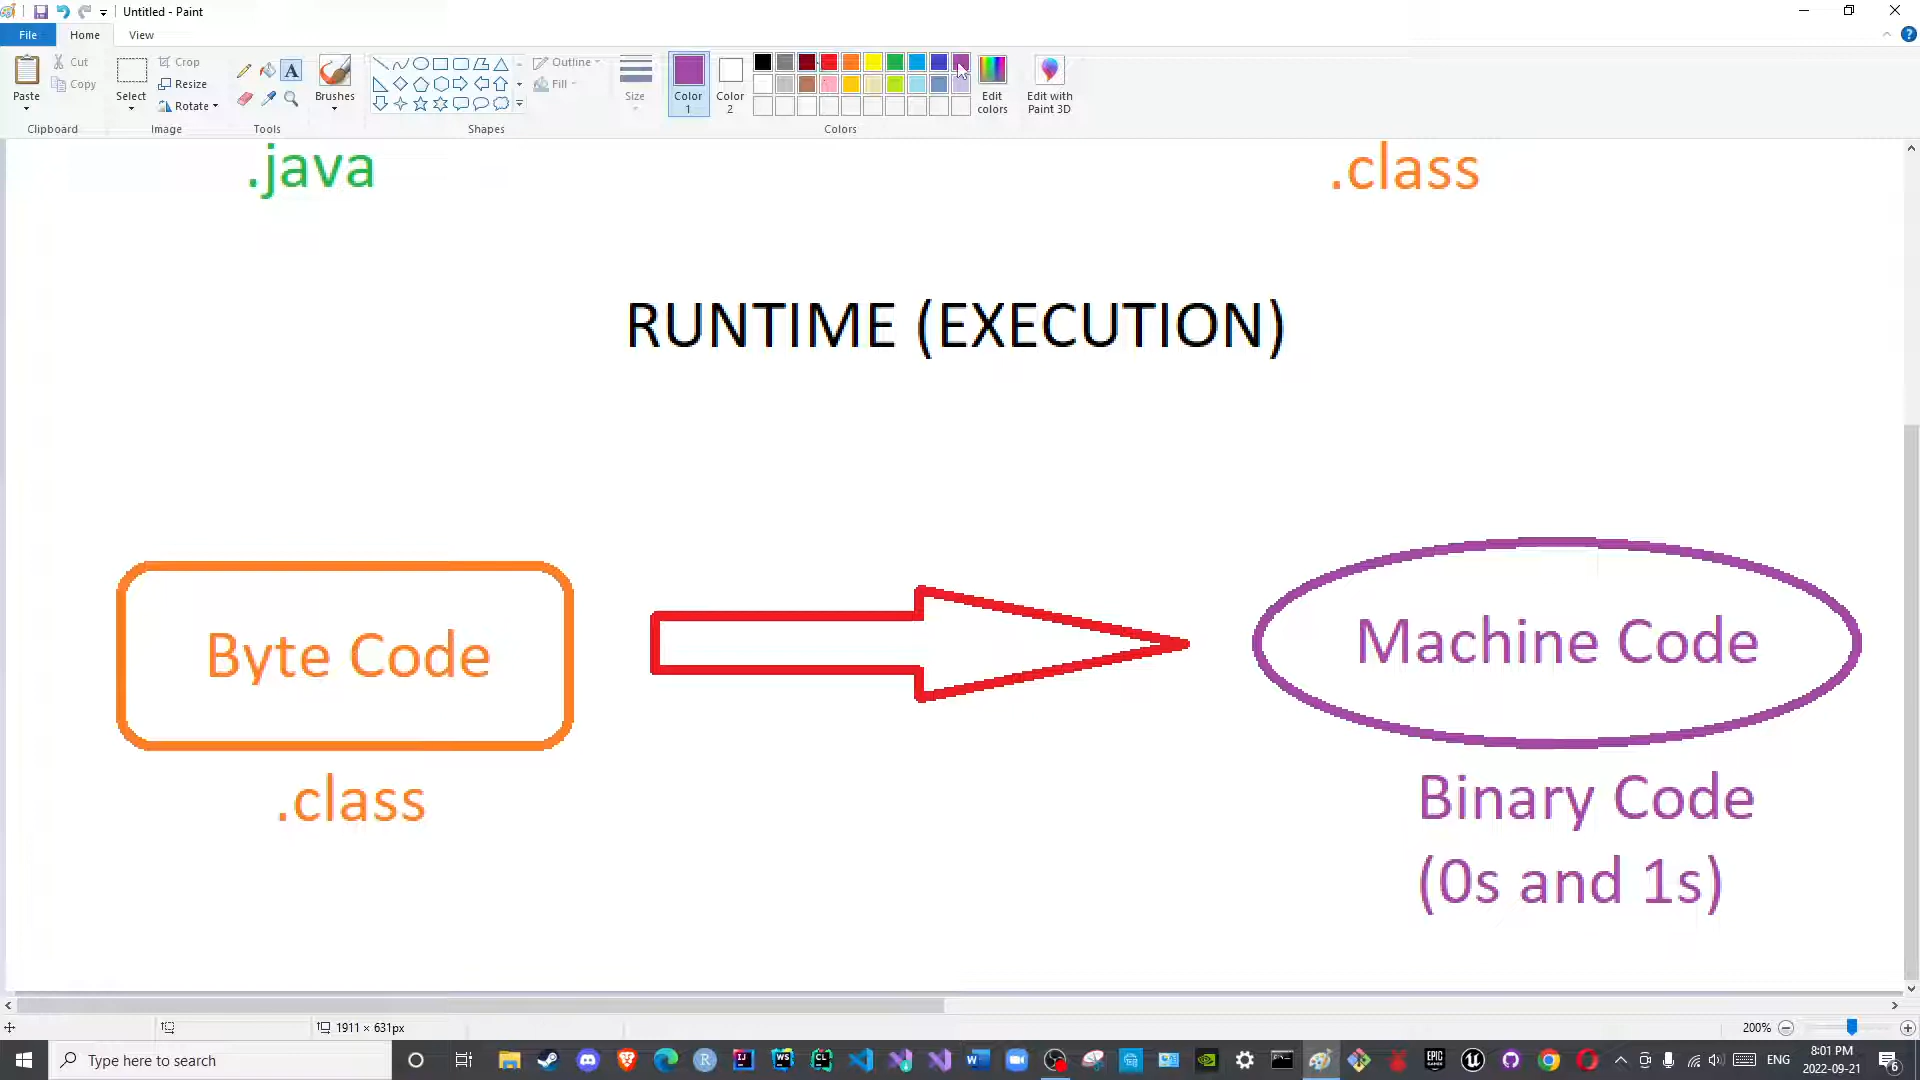 Untitled - Paint
File
Home
View
Paste
Cut
Copy
Clipboard
Select
Crop
Resize
Rotate
Image
A
Tools
Brushes
Shapes
Outline
Fill
Size
Color
1
Color
2
Edit
colors
Edit with
Paint 3D
Colors
.java
.class
RUNTIME (EXECUTION)
Byte Code
Machine Code
.class
Binary Code
(0s and 1s)
1911 × 631px
200%
Type here to search
ENG
8:01 PM
2022-09-21
6